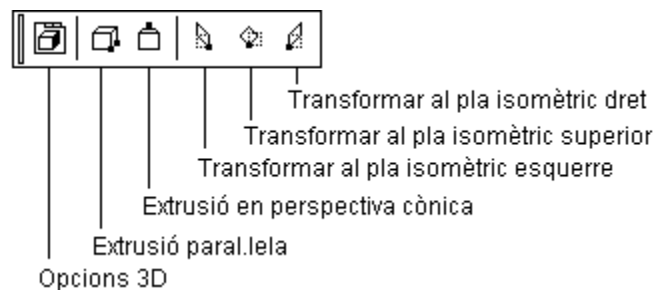 Transformar al pla isomètric dret
Transformar al pla isomètric superior
Transformar al pla isomètric esquerre
Extrusió en perspectiva cònica
Extrusió paral.lela
Opcions 3D